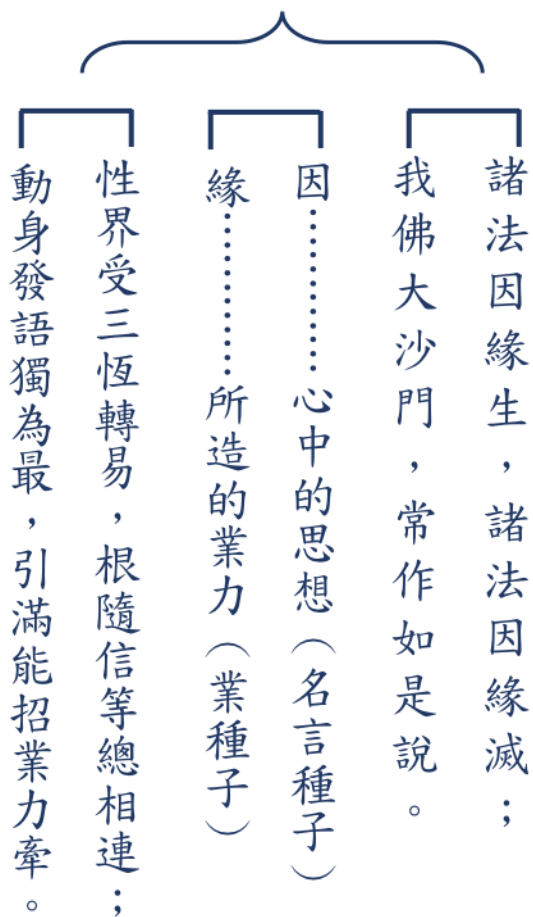 諸法因緣生，諸法因緣滅；
我佛大沙門，常作如是說。
因…………心中的思想（名言種子）
緣…………所造的業力（業種子）
性界受三恆轉易，根隨信等總相連；
動身發語獨為最，引滿能招業力牽。